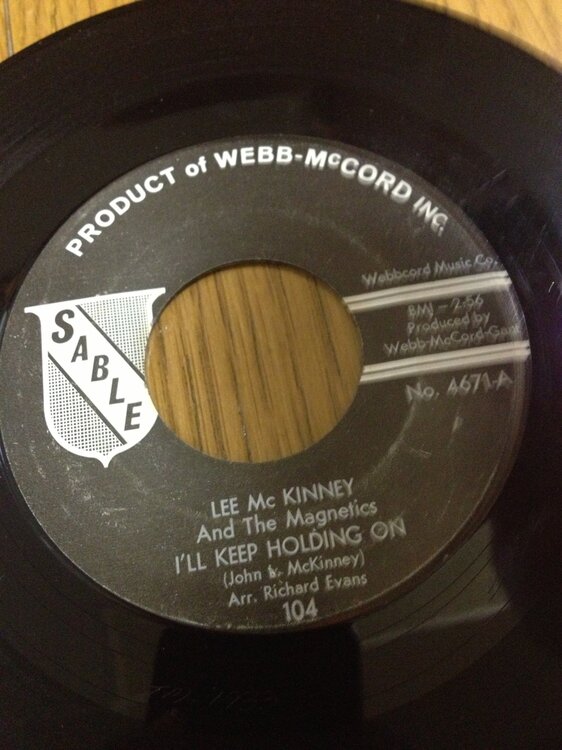 PRODUCT of WEBB-McCORD INC.
SABLE
Webbcord Music Co.
BMI - 2:56
Produced by
Webb-McCord-Gant
No. 4671-A
LEE Mc KINNEY
And The Magnetics
I'LL KEEP HOLDING ON
(John L. McKinney)
Arr. Richard Evans
104